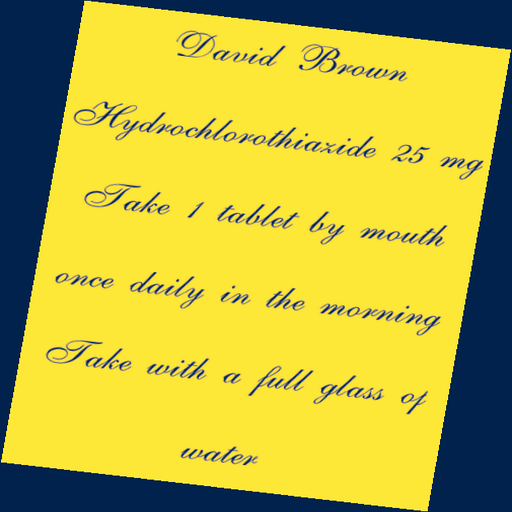 David Brown
Hydrochlorothiazide 25 mg
Take 1 tablet by mouth
once daily in the morning
Take with a full glass of
water